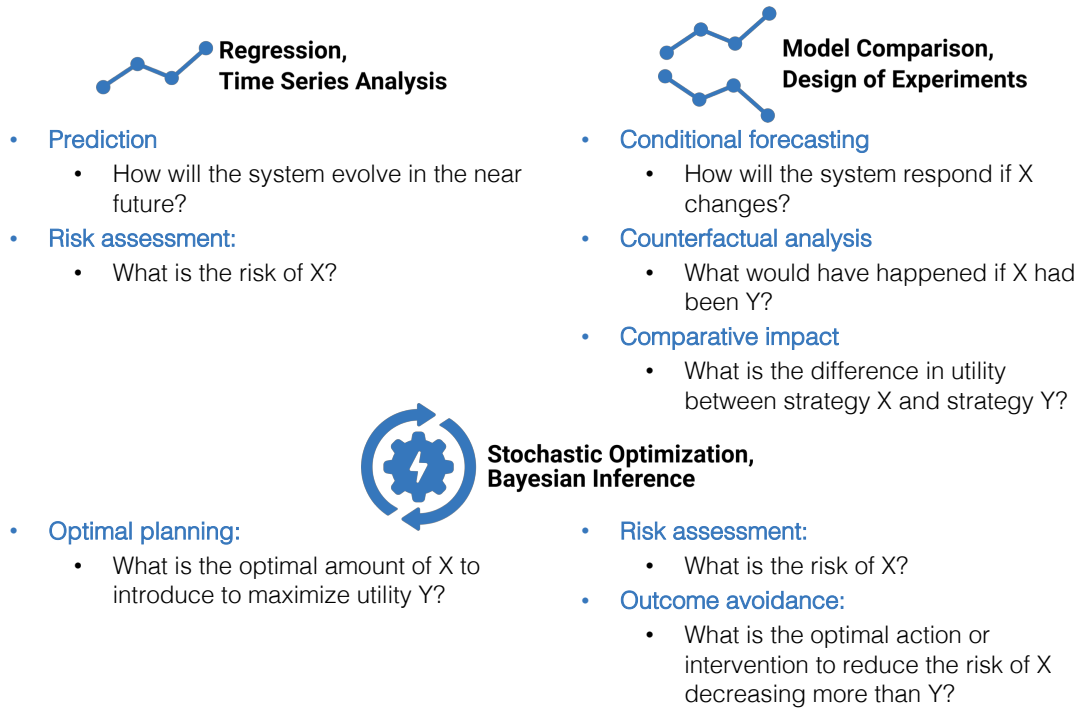 Regression,
Time Series Analysis
• Prediction
• How will the system evolve in the near
future?
• Risk assessment:
• What is the risk of X?
Model Comparison,
Design of Experiments
• Conditional forecasting
• How will the system respond if X
changes?
• Counterfactual analysis
• What would have happened if X had
been Y?
• Comparative impact
• What is the difference in utility
between strategy X and strategy Y?
Stochastic Optimization,
Bayesian Inference
• Optimal planning:
• What is the optimal amount of X to
introduce to maximize utility Y?
• Risk assessment:
• What is the risk of X?
• Outcome avoidance:
• What is the optimal action or
intervention to reduce the risk of X
decreasing more than Y?